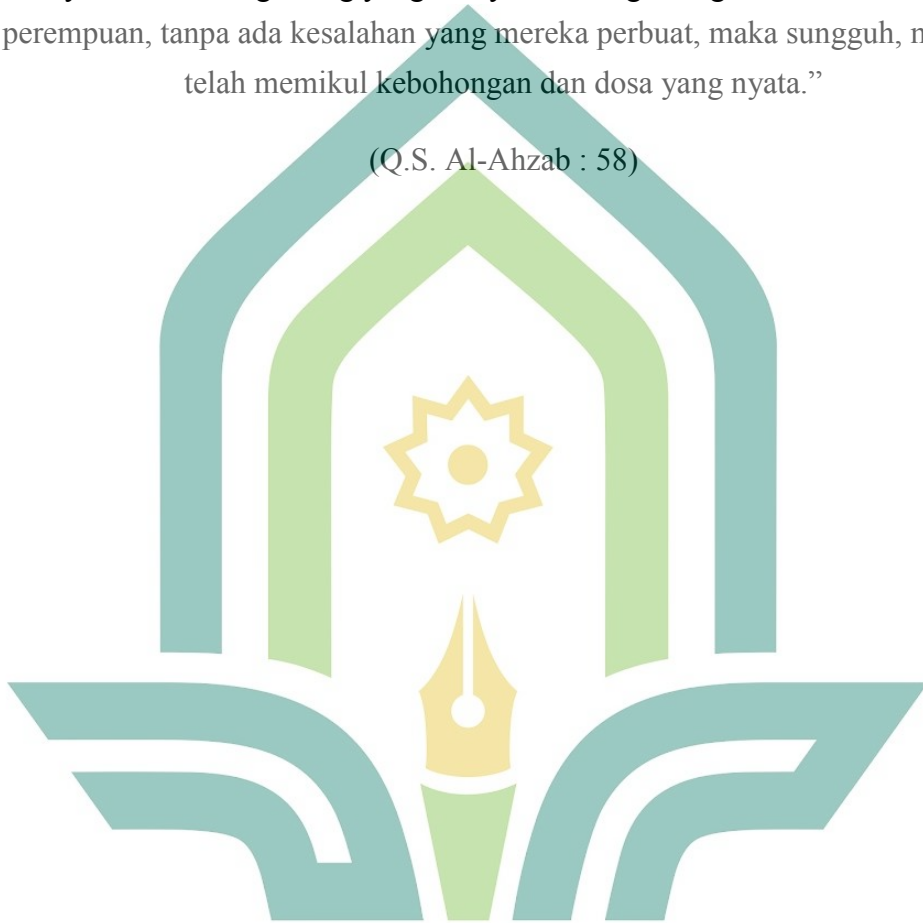 yang
perempuan, tanpa ada kesalahan yang mereka perbuat, maka sungguh,
telah memikul kebohongan dan dosa yang nyata.”
(Q.S. Al-Ahzab : 58)